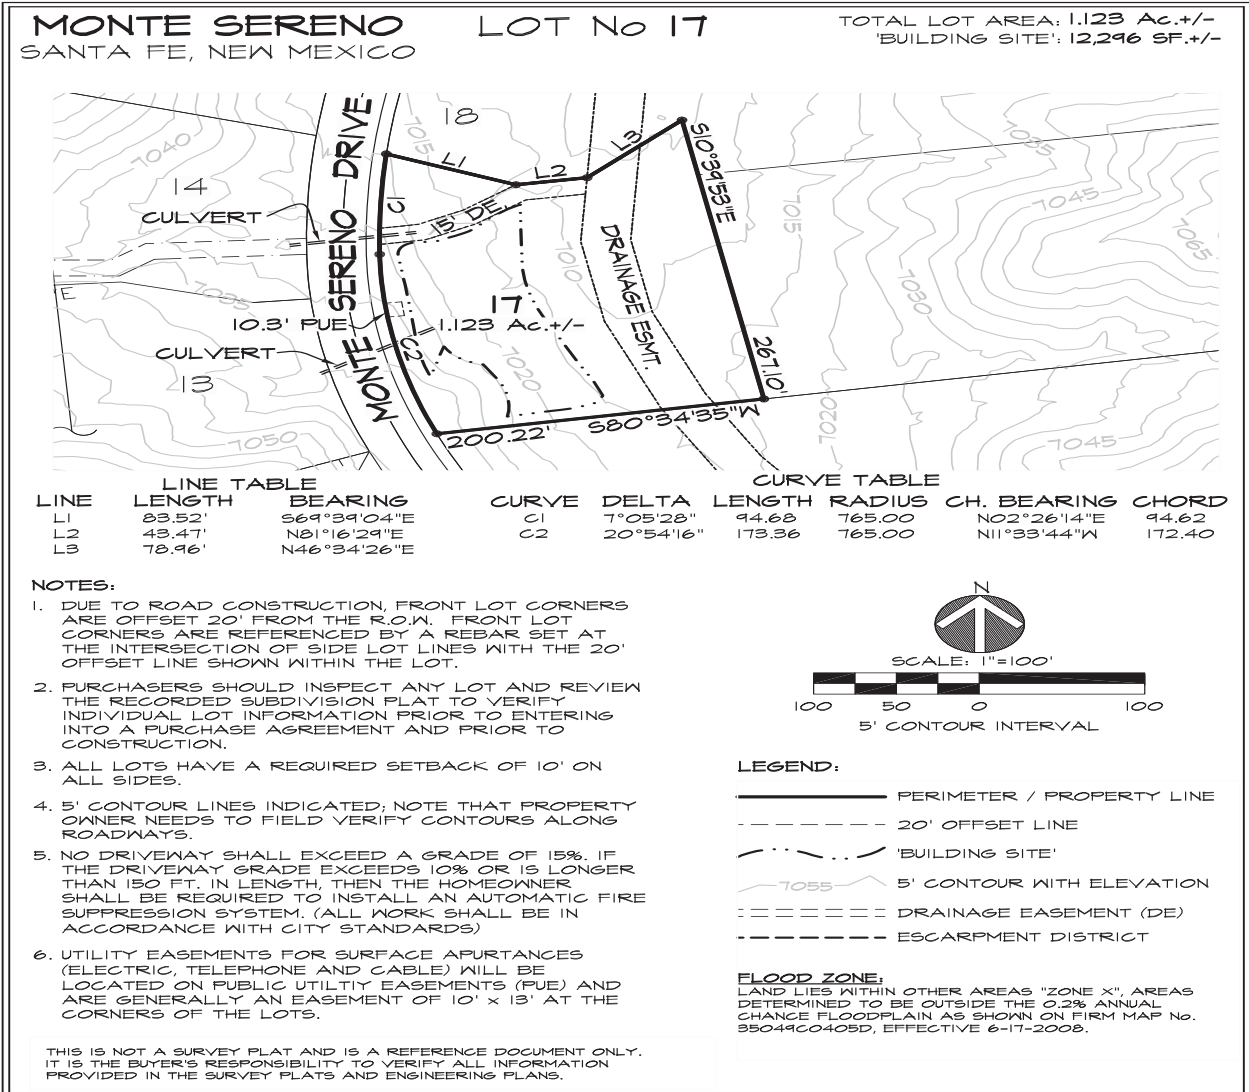 MONTE SERENO LOT No 17 TOTAL LOT AREA: 1.123 Ac.+/-
SANTA FE, NEW MEXICO 'BUILDING SITE': 12,296 SF.+/-
18
7015
7040
7035
14
CULVERT
MONTE SERENO DRIVE
L1
L2
L3
C1
15' DE.
S10°39'53"E
7015
7045
7065
7030
7010
DRAINAGE ESMT.
E
7035
10.3' PUE
17
1.123 Ac.+/-
CULVERT
C2
13
7020
267.10'
7050
200.22'
S80°34'35"W
7020
7045
LINE TABLE
LINE LENGTH BEARING
L1 83.52' S69°39'04"E
L2 43.47' N81°16'29"E
L3 78.96' N46°34'26"E
CURVE TABLE
CURVE DELTA LENGTH RADIUS CH. BEARING CHORD
C1 7°05'28" 94.68 765.00 N02°26'14"E 94.62
C2 20°54'16" 173.36 765.00 N11°33'44"W 172.40
NOTES:
1. DUE TO ROAD CONSTRUCTION, FRONT LOT CORNERS
ARE OFFSET 20' FROM THE R.O.W. FRONT LOT
CORNERS ARE REFERENCED BY A REBAR SET AT
THE INTERSECTION OF SIDE LOT LINES WITH THE 20'
OFFSET LINE SHOWN WITHIN THE LOT.
2. PURCHASERS SHOULD INSPECT ANY LOT AND REVIEW
THE RECORDED SUBDIVISION PLAT TO VERIFY
INDIVIDUAL LOT INFORMATION PRIOR TO ENTERING
INTO A PURCHASE AGREEMENT AND PRIOR TO
CONSTRUCTION.
3. ALL LOTS HAVE A REQUIRED SETBACK OF 10' ON
ALL SIDES.
4. 5' CONTOUR LINES INDICATED; NOTE THAT PROPERTY
OWNER NEEDS TO FIELD VERIFY CONTOURS ALONG
ROADWAYS.
5. NO DRIVEWAY SHALL EXCEED A GRADE OF 15%. IF
THE DRIVEWAY GRADE EXCEEDS 10% OR IS LONGER
THAN 150 FT. IN LENGTH, THEN THE HOMEOWNER
SHALL BE REQUIRED TO INSTALL AN AUTOMATIC FIRE
SUPPRESSION SYSTEM. (ALL WORK SHALL BE IN
ACCORDANCE WITH CITY STANDARDS)
6. UTILITY EASEMENTS FOR SURFACE APURTANCES
(ELECTRIC, TELEPHONE AND CABLE) WILL BE
LOCATED ON PUBLIC UTILTIY EASEMENTS (PUE) AND
ARE GENERALLY AN EASEMENT OF 10' x 13' AT THE
CORNERS OF THE LOTS.
THIS IS NOT A SURVEY PLAT AND IS A REFERENCE DOCUMENT ONLY.
IT IS THE BUYER'S RESPONSIBILITY TO VERIFY ALL INFORMATION
PROVIDED IN THE SURVEY PLATS AND ENGINEERING PLANS.
N
SCALE: 1"=100'
100 50 0 100
5' CONTOUR INTERVAL
LEGEND:
PERIMETER / PROPERTY LINE
20' OFFSET LINE
'BUILDING SITE'
7055 5' CONTOUR WITH ELEVATION
DRAINAGE EASEMENT (DE)
ESCARPMENT DISTRICT
FLOOD ZONE:
LAND LIES WITHIN OTHER AREAS "ZONE X", AREAS
DETERMINED TO BE OUTSIDE THE 0.2% ANNUAL
CHANCE FLOODPLAIN AS SHOWN ON FIRM MAP No.
35049C0405D, EFFECTIVE 6-17-2008.